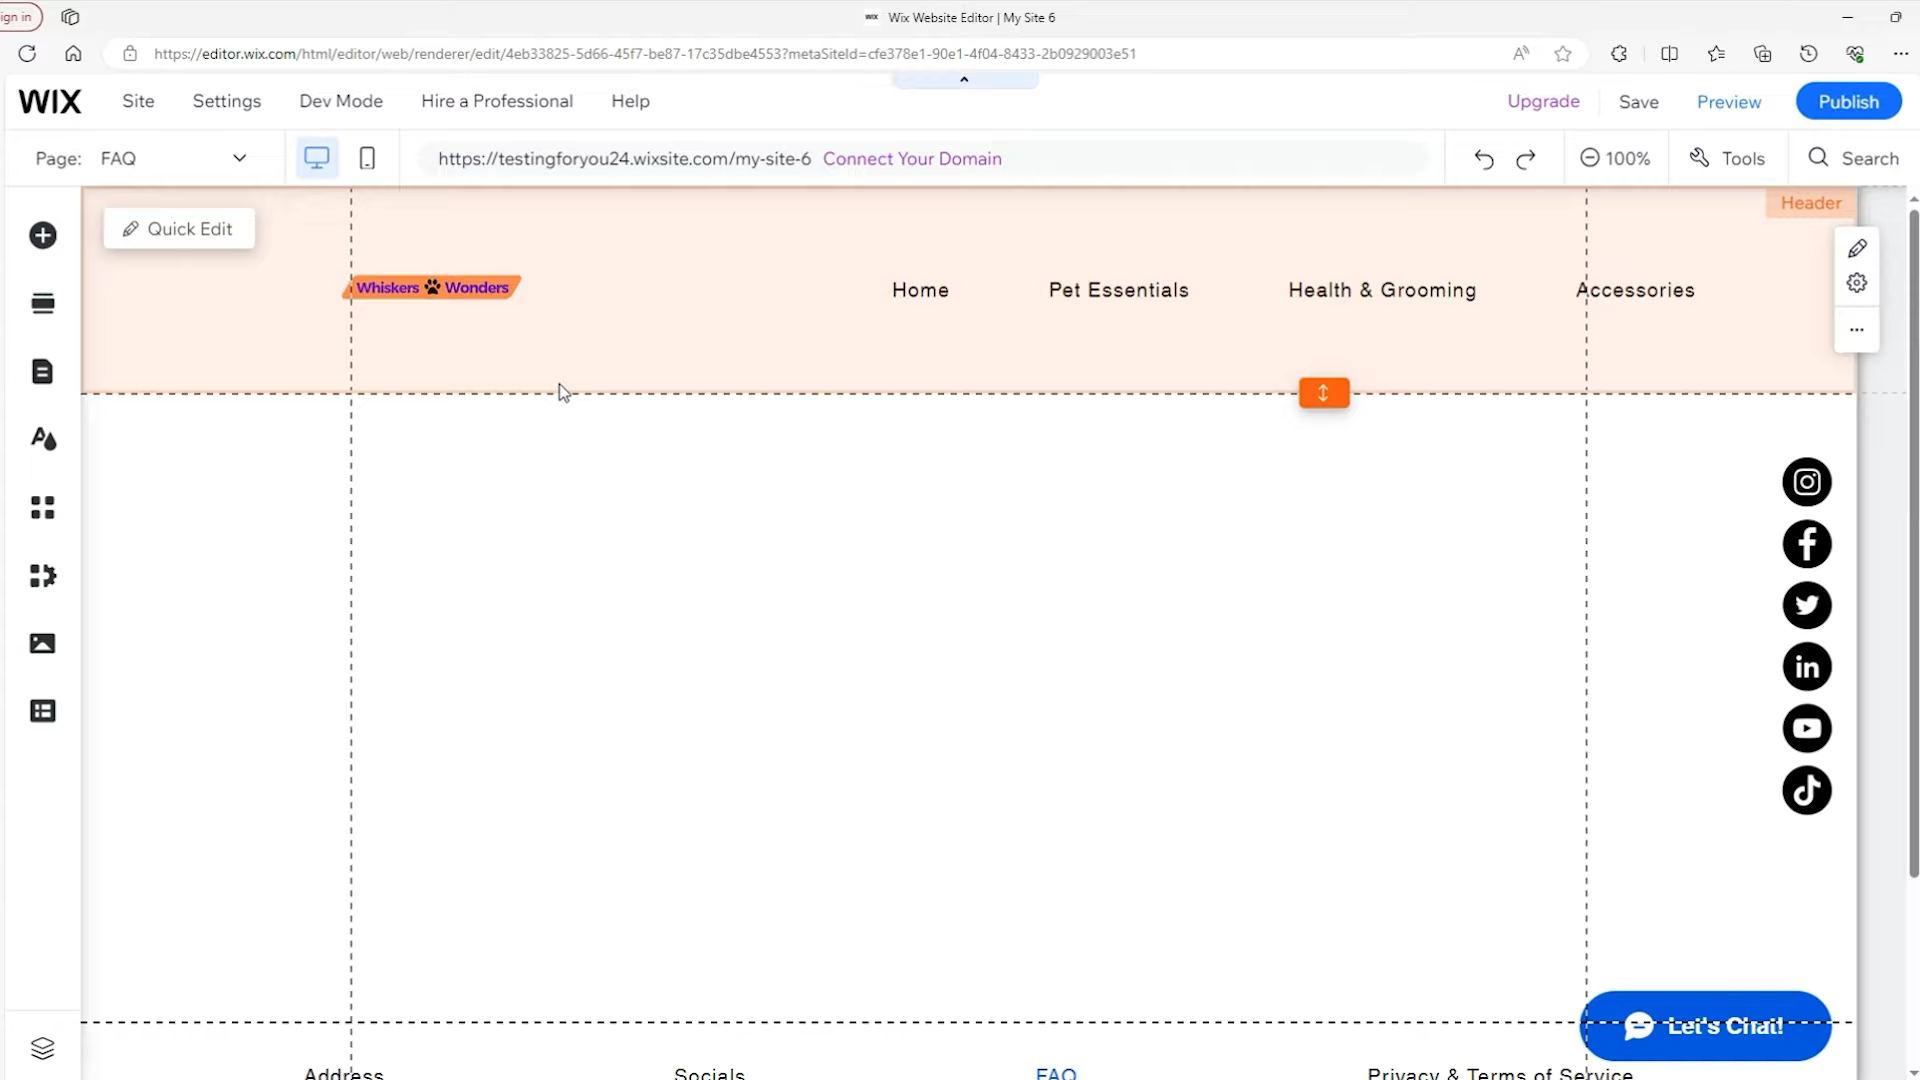 ign in
WIX Wix Website Editor | My Site 6
https://editor.wix.com/html/editor/web/renderer/edit/4eb33825-5d66-45f7-be87-17c35dbe4553?metaSiteId=cfe378e1-90e1-4f04-8433-2b0929003e51
WIX Site Settings Dev Mode Hire a Professional Help Upgrade Save Preview Publish
Page: FAQ https://testingforyou24.wixsite.com/my-site-6 Connect Your Domain 100% Tools Search
Header
Quick Edit
Whiskers Wonders Home Pet Essentials Health & Grooming Accessories
Let's Chat!
Address Socials FAQ Privacy & Terms of Service